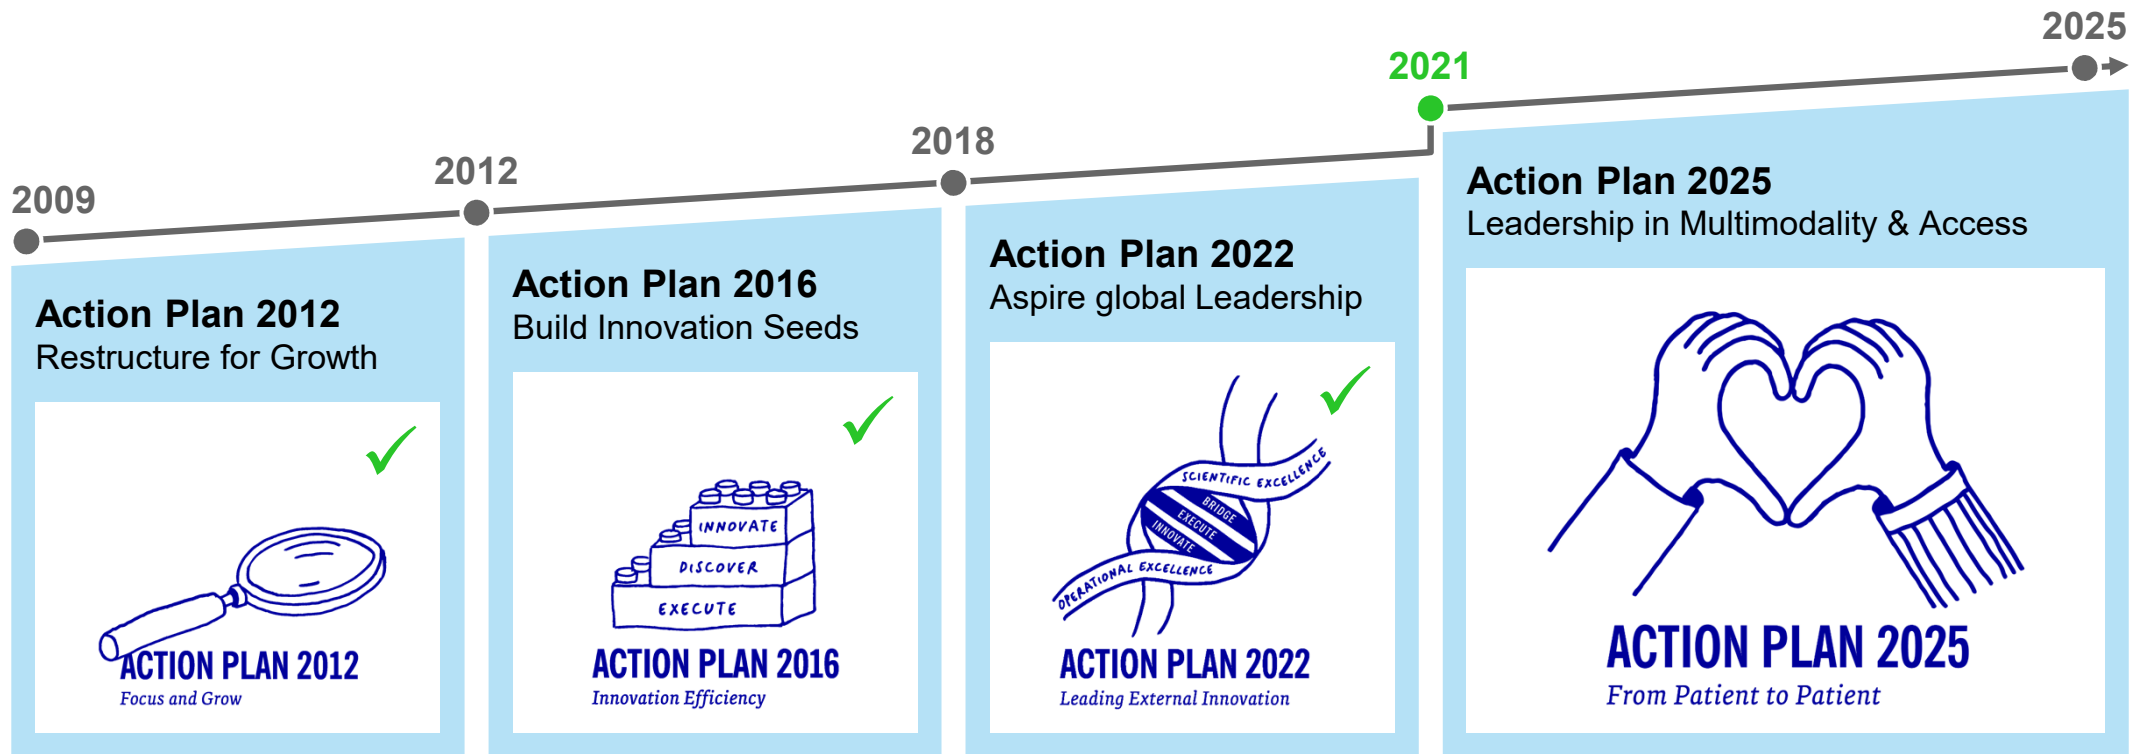 2009
2012
2018
2021
2025
Action Plan 2012
Restructure for Growth
ACTION PLAN 2012
Focus and Grow
Action Plan 2016
Build Innovation Seeds
INNOVATE
DISCOVER
EXECUTE
ACTION PLAN 2016
Innovation Efficiency
Action Plan 2022
Aspire global Leadership
SCIENTIFIC EXCELLENCE
BRIDGE
EXECUTE
INNOVATE
OPERATIONAL EXCELLENCE
ACTION PLAN 2022
Leading External Innovation
Action Plan 2025
Leadership in Multimodality & Access
ACTION PLAN 2025
From Patient to Patient